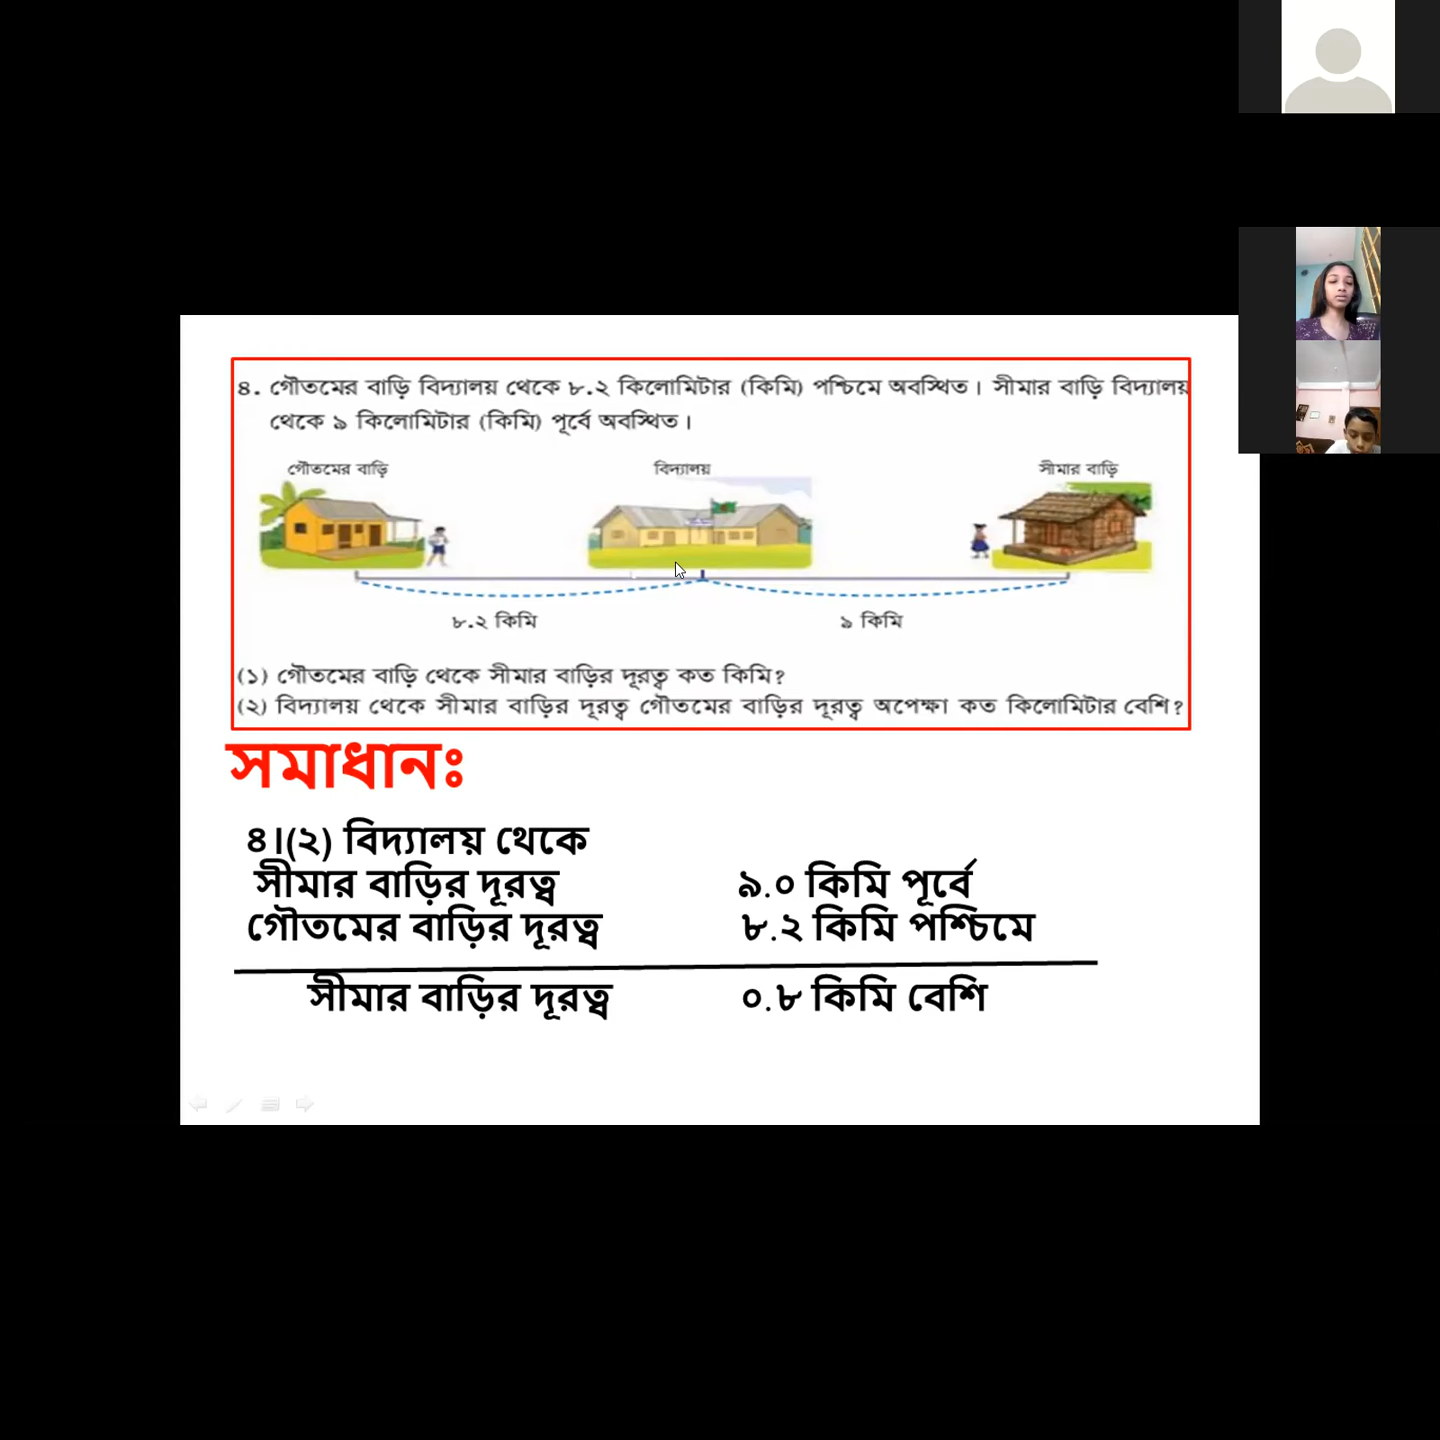 ৪. গৌতমের বাড়ি বিদ্যালয় থেকে ৮.২ কিলোমিটার (কিমি) পশ্চিমে অবস্থিত। সীমার বাড়ি বিদ্যালয়
থেকে ৯ কিলোমিটার (কিমি) পূর্বে অবস্থিত।
গৌতমের বাড়ি বিদ্যালয় সীমার বাড়ি
৮.২ কিমি ৯ কিমি
(১) গৌতমের বাড়ি থেকে সীমার বাড়ির দূরত্ব কত কিমি?
(২) বিদ্যালয় থেকে সীমার বাড়ির দূরত্ব গৌতমের বাড়ির দূরত্ব অপেক্ষা কত কিলোমিটার বেশি?
সমাধানঃ
৪।(২) বিদ্যালয় থেকে
সীমার বাড়ির দূরত্ব ৯.০ কিমি পূর্বে
গৌতমের বাড়ির দূরত্ব ৮.২ কিমি পশ্চিমে
সীমার বাড়ির দূরত্ব ০.৮ কিমি বেশি